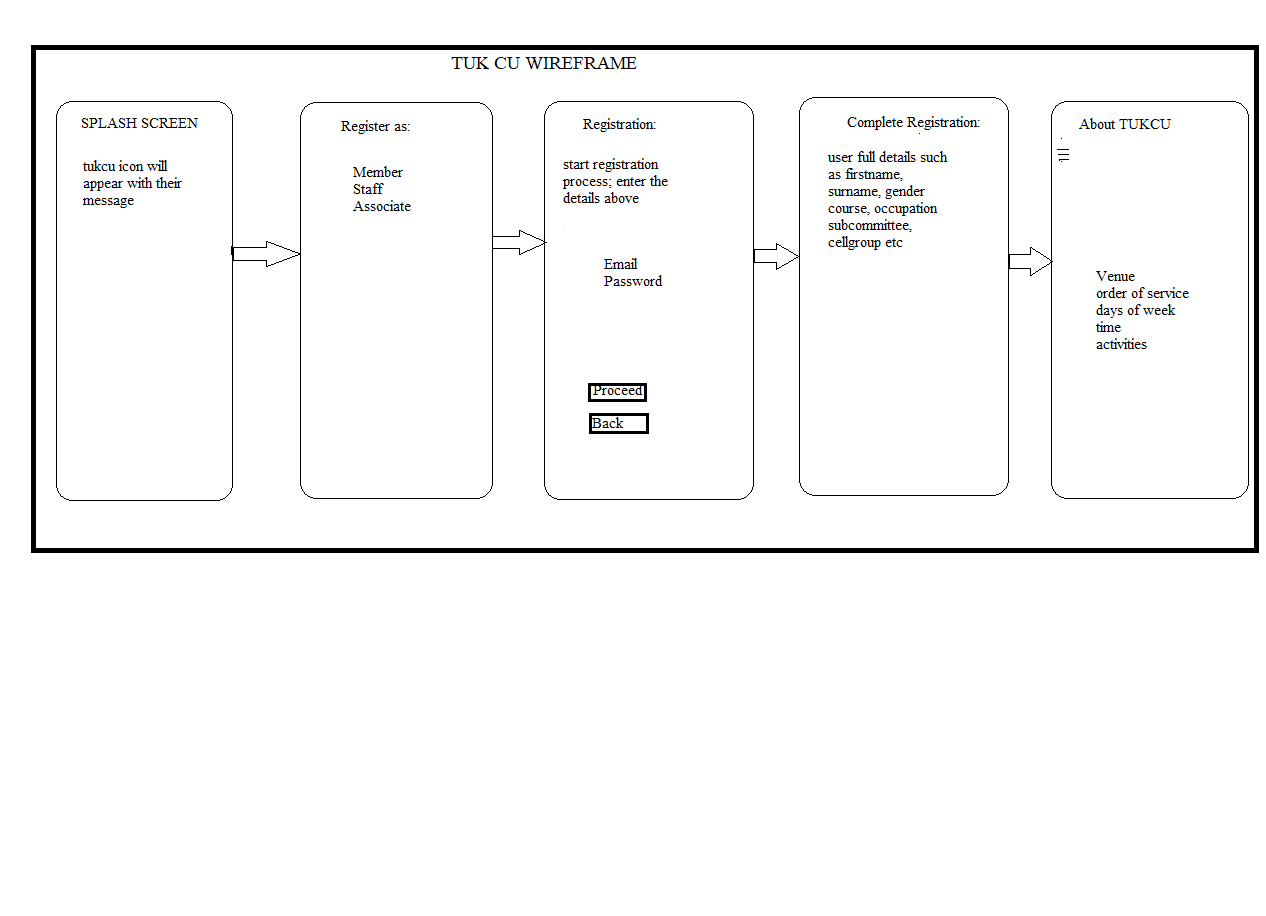 TUK CU WIREFRAME
SPLASH SCREEN
tukcu icon will
appear with their
message
Register as:
Member
Staff
Associate
Registration:
start registration
process; enter the
details above
Email
Password
Proceed
Back
Complete Registration:
user full details such
as firstname,
surname, gender
course, occupation
subcommittee,
cellgroup etc
About TUKCU
Venue
order of service
days of week
time
activities